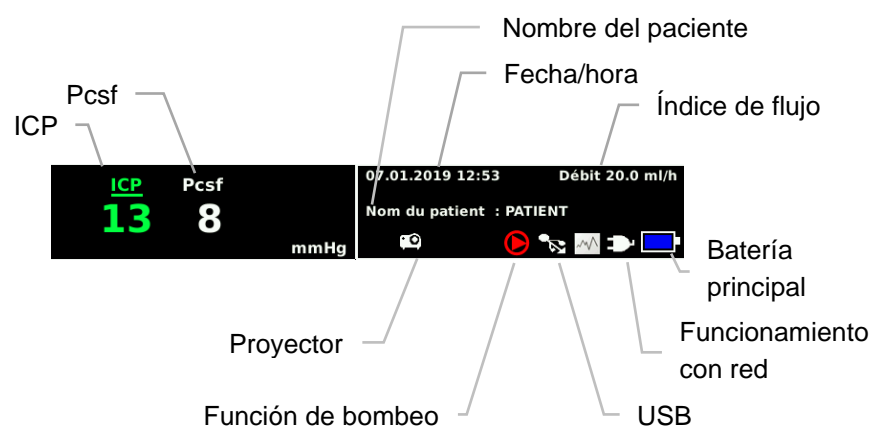 Nombre del paciente
Fecha/hora
Índice de flujo
Pcsf
ICP
ICP Pcsf
13 8
mmHg
07.01.2019 12:53 Débit 20.0 ml/h
Nom du patient : PATIENT
Batería
principal
Funcionamiento
con red
Proyector
Función de bombeo
USB